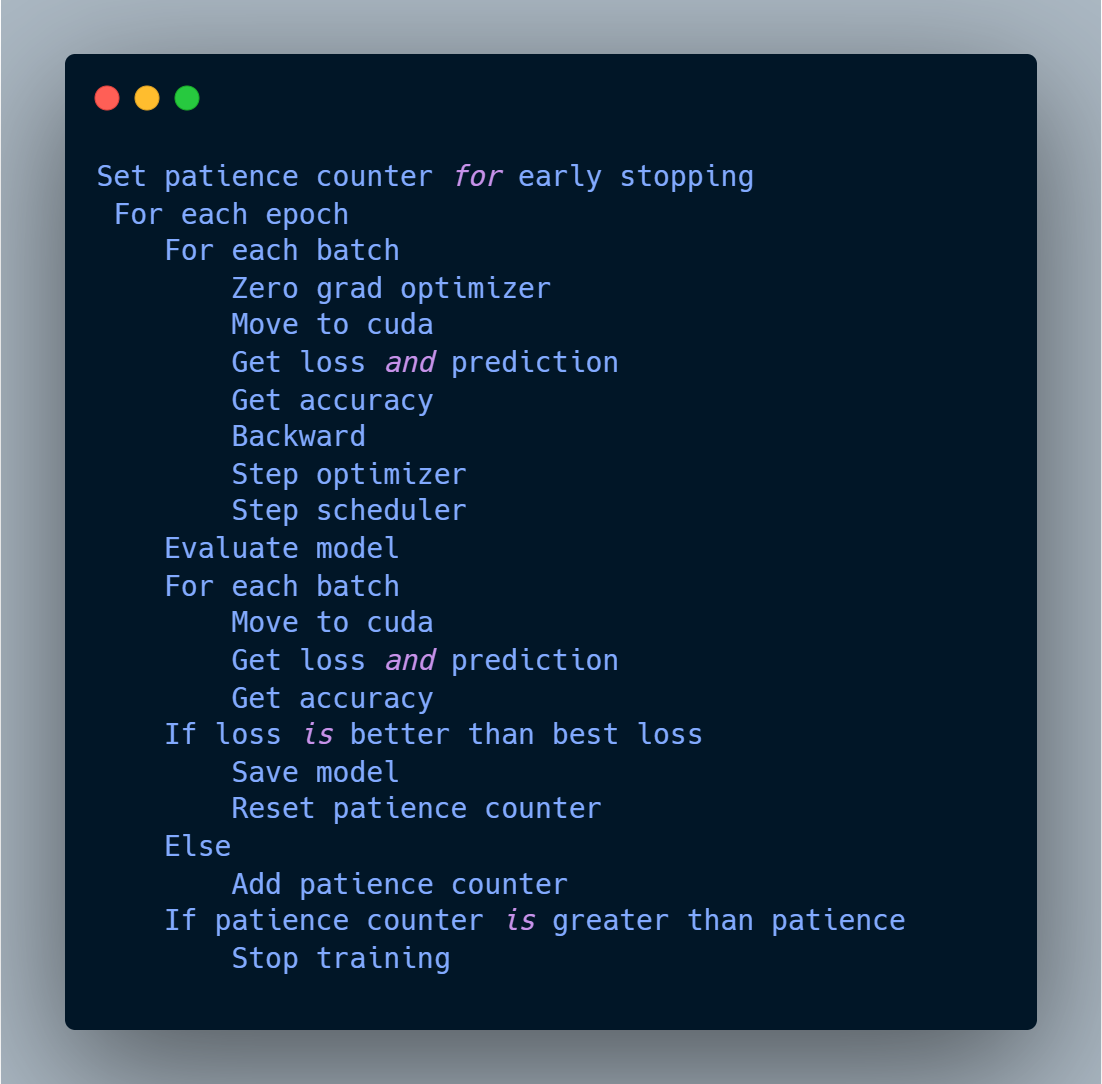 Set patience counter for early stopping
For each epoch
For each batch
Zero grad optimizer
Move to cuda
Get loss and prediction
Get accuracy
Backward
Step optimizer
Step scheduler
Evaluate model
For each batch
Move to cuda
Get loss and prediction
Get accuracy
If loss is better than best loss
Save model
Reset patience counter
Else
Add patience counter
If patience counter is greater than patience
Stop training